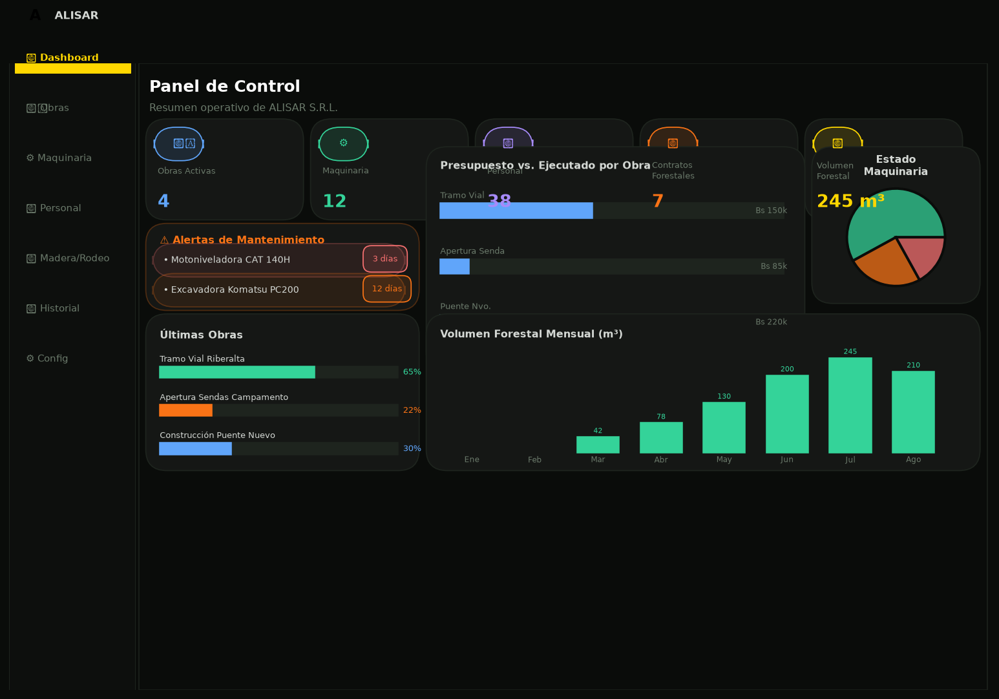 A ALISAR
Dashboard
Obras
⚙ Maquinaria
Personal
Madera/Rodeo
Historial
⚙ Config
Panel de Control
Resumen operativo de ALISAR S.R.L.
Obras Activas
4
⚙
Maquinaria
12
Personal
38
Contratos
Forestales
7
Volumen
Forestal
245 m³
Presupuesto vs. Ejecutado por Obra
Tramo Vial
Bs 150k
Apertura Senda
Bs 85k
Puente Nvo.
Bs 220k
Estado
Maquinaria
⚠ Alertas de Mantenimiento
• Motoniveladora CAT 140H 3 días
• Excavadora Komatsu PC200 12 días
Últimas Obras
Tramo Vial Riberalta
65%
Apertura Sendas Campamento
22%
Construcción Puente Nuevo
30%
Volumen Forestal Mensual (m³)
42 78 130 200 245 210
Ene Feb Mar Abr May Jun Jul Ago